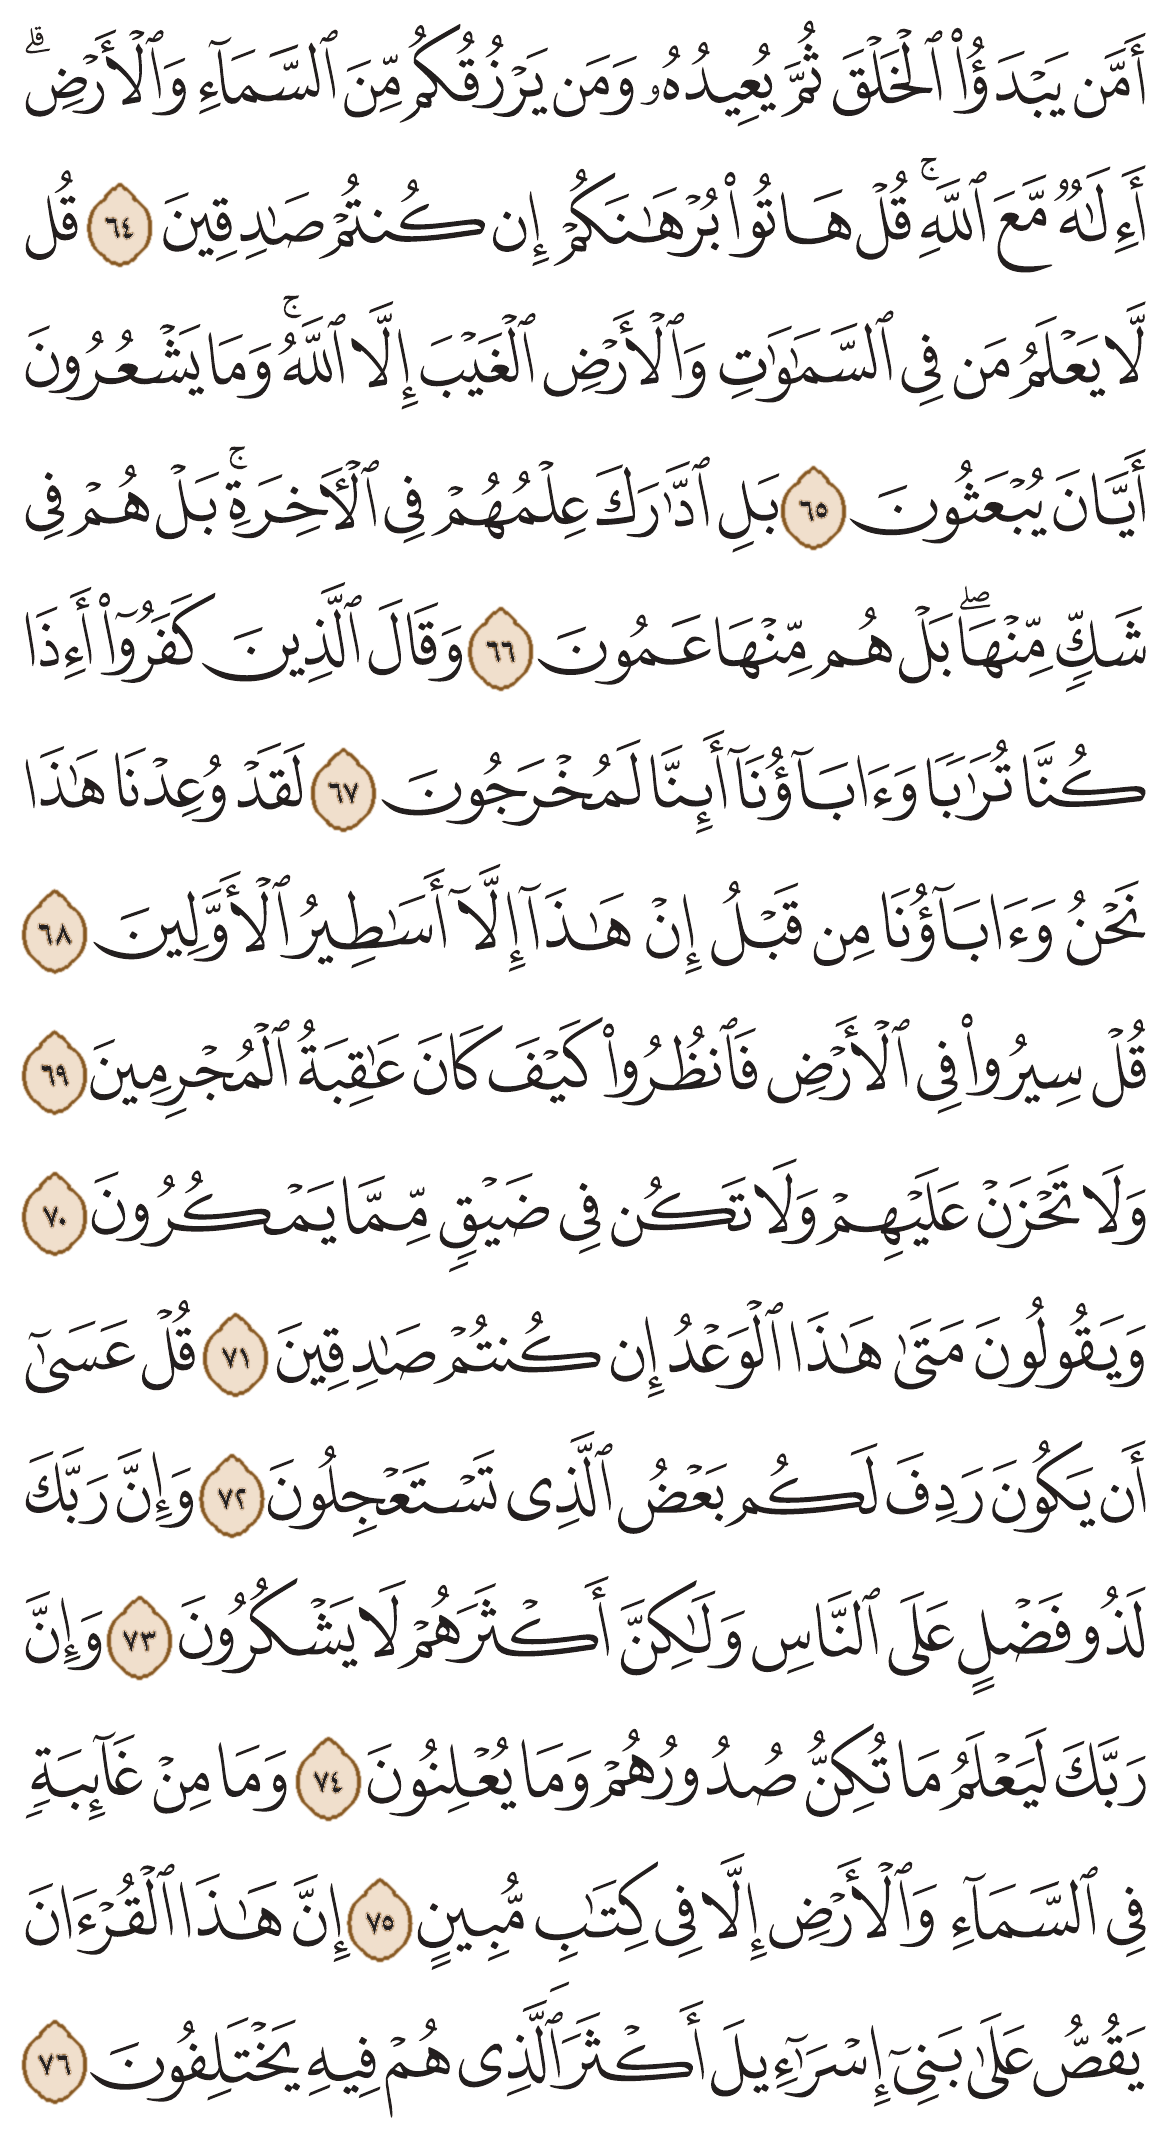 أَمَّن يَبۡدَؤُاْ ٱلۡخَلۡقَ ثُمَّ يُعِيدُهُۥ وَمَن يَرۡزُقُكُم مِّنَ ٱلسَّمَآءِ وَٱلۡأَرۡضِۗ
أَءِلَٰهٞ مَّعَ ٱللَّهِۚ قُلۡ هَاتُواْ بُرۡهَٰنَكُمۡ إِن كُنتُمۡ صَٰدِقِينَ ٦٤ قُل
لَّا يَعۡلَمُ مَن فِي ٱلسَّمَٰوَٰتِ وَٱلۡأَرۡضِ ٱلۡغَيۡبَ إِلَّا ٱللَّهُۚ وَمَا يَشۡعُرُونَ
أَيَّانَ يُبۡعَثُونَ ٦٥ بَلِ ٱدَّٰرَكَ عِلۡمُهُمۡ فِي ٱلۡأٓخِرَةِۚ بَلۡ هُمۡ فِي
شَكّٖ مِّنۡهَاۖ بَلۡ هُم مِّنۡهَا عَمُونَ ٦٦ وَقَالَ ٱلَّذِينَ كَفَرُوٓاْ أَءِذَا
كُنَّا تُرَٰبٗا وَءَابَآؤُنَآ أَئِنَّا لَمُخۡرَجُونَ ٦٧ لَقَدۡ وُعِدۡنَا هَٰذَا
نَحۡنُ وَءَابَآؤُنَا مِن قَبۡلُ إِنۡ هَٰذَآ إِلَّآ أَسَٰطِيرُ ٱلۡأَوَّلِينَ ٦٨
قُلۡ سِيرُواْ فِي ٱلۡأَرۡضِ فَٱنظُرُواْ كَيۡفَ كَانَ عَٰقِبَةُ ٱلۡمُجۡرِمِينَ ٦٩
وَلَا تَحۡزَنۡ عَلَيۡهِمۡ وَلَا تَكُن فِي ضَيۡقٖ مِّمَّا يَمۡكُرُونَ ٧٠
وَيَقُولُونَ مَتَىٰ هَٰذَا ٱلۡوَعۡدُ إِن كُنتُمۡ صَٰدِقِينَ ٧١ قُلۡ عَسَىٰٓ
أَن يَكُونَ رَدِفَ لَكُم بَعۡضُ ٱلَّذِي تَسۡتَعۡجِلُونَ ٧٢ وَإِنَّ رَبَّكَ
لَذُو فَضۡلٍ عَلَى ٱلنَّاسِ وَلَٰكِنَّ أَكۡثَرَهُمۡ لَا يَشۡكُرُونَ ٧٣ وَإِنَّ
رَبَّكَ لَيَعۡلَمُ مَا تُكِنُّ صُدُورُهُمۡ وَمَا يُعۡلِنُونَ ٧٤ وَمَا مِنۡ غَآئِبَةٖ
فِي ٱلسَّمَآءِ وَٱلۡأَرۡضِ إِلَّا فِي كِتَٰبٖ مُّبِينٍ ٧٥ إِنَّ هَٰذَا ٱلۡقُرۡءَانَ
يَقُصُّ عَلَىٰ بَنِيٓ إِسۡرَٰٓءِيلَ أَكۡثَرَ ٱلَّذِي هُمۡ فِيهِ يَخۡتَلِفُونَ ٧٦